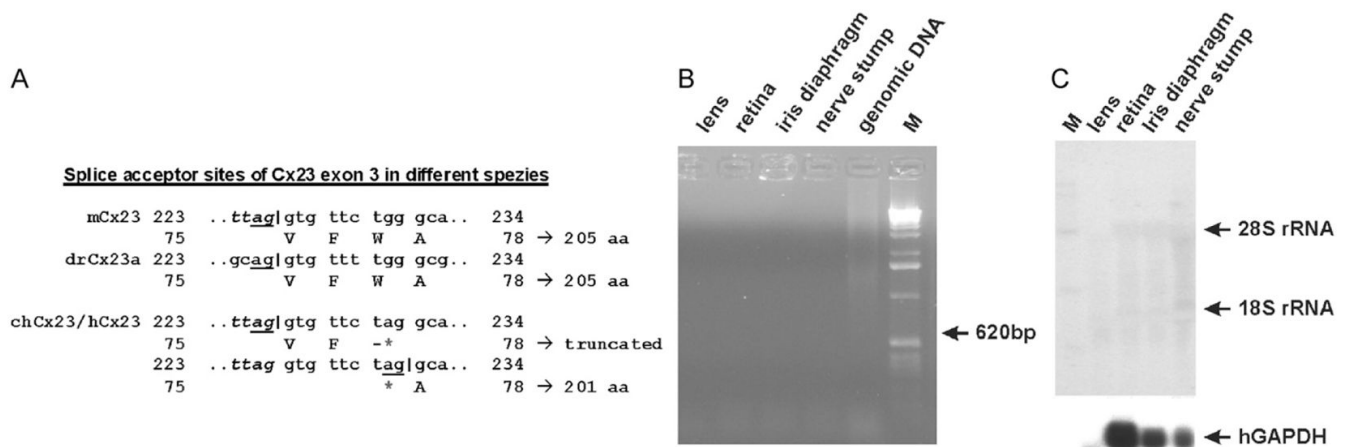 A
Splice acceptor sites of Cx23 exon 3 in different spezies
mCx23 223 ..ttag|gtg ttc tgg gca.. 234
75 V F W A 78 → 205 aa
drCx23a 223 ..gcag|gtg ttt tgg gcg.. 234
75 V F W A 78 → 205 aa
chCx23/hCx23 223 ..ttag|gtg ttc tag gca.. 234
75 V F -* 78 → truncated
223 ..ttag gtg ttc tag|gca.. 234
75 * A 78 → 201 aa
B
lens
retina
iris diaphragm
nerve stump
genomic DNA
M
620bp
C
M
lens
retina
Iris diaphragm
nerve stump
28S rRNA
18S rRNA
hGAPDH